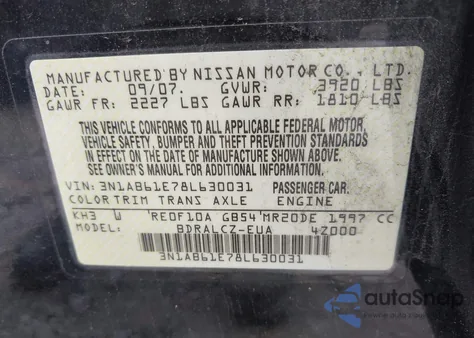 MANUFACTURED BY NISSAN MOTOR CO., LTD.
DATE: 09/07. GVWR: 3920 LBS
GAWR FR: 2227 LBS GAWR RR: 1810 LBS
THIS VEHICLE CONFORMS TO ALL APPLICABLE FEDERAL MOTOR
VEHICLE SAFETY, BUMPER AND THEFT PREVENTION STANDARDS
IN EFFECT ON THE DATE OF MANUFACTURE SHOWN ABOVE.
SEE OWNER'S MANUAL FOR ADDITIONAL INFORMATION.
VIN: 3N1AB61E78L630031 PASSENGER CAR.
COLOR TRIM TRANS AXLE ENGINE
KH3 W RE0F10A GB54 MR20DE 1997 CC
MODEL: BDRALCZ-EUA 4Z000
3N1AB61E78L630031
autoSnap